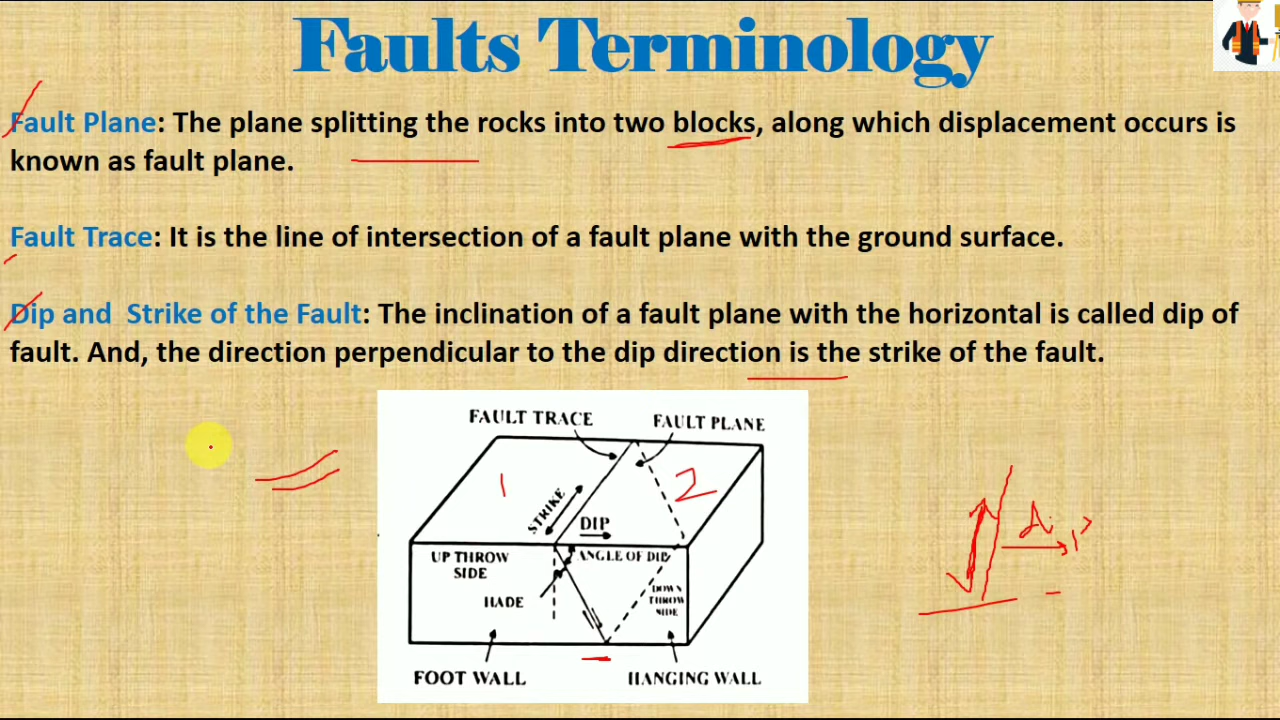 Faults Terminology
Fault Plane: The plane splitting the rocks into two blocks, along which displacement occurs is
known as fault plane.
Fault Trace: It is the line of intersection of a fault plane with the ground surface.
Dip and Strike of the Fault: The inclination of a fault plane with the horizontal is called dip of
fault. And, the direction perpendicular to the dip direction is the strike of the fault.
FAULT TRACE
FAULT PLANE
1
2
STRIKE
DIP
UP THROW
SIDE
ANGLE OF DIP
HADE
DOWN
THROW
SIDE
FOOT WALL
HANGING WALL
Dip